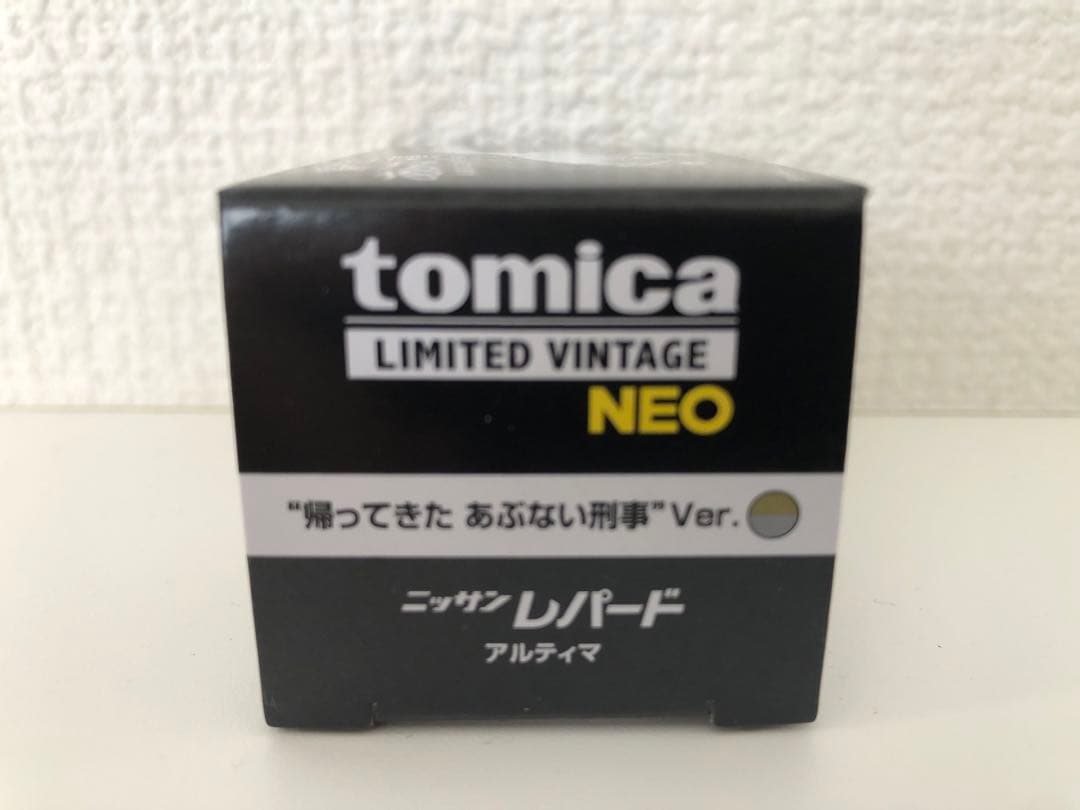 tomica
LIMITED VINTAGE
NEO
“帰ってきた あぶない刑事”Ver.
ニッサン レパード
アルティマ